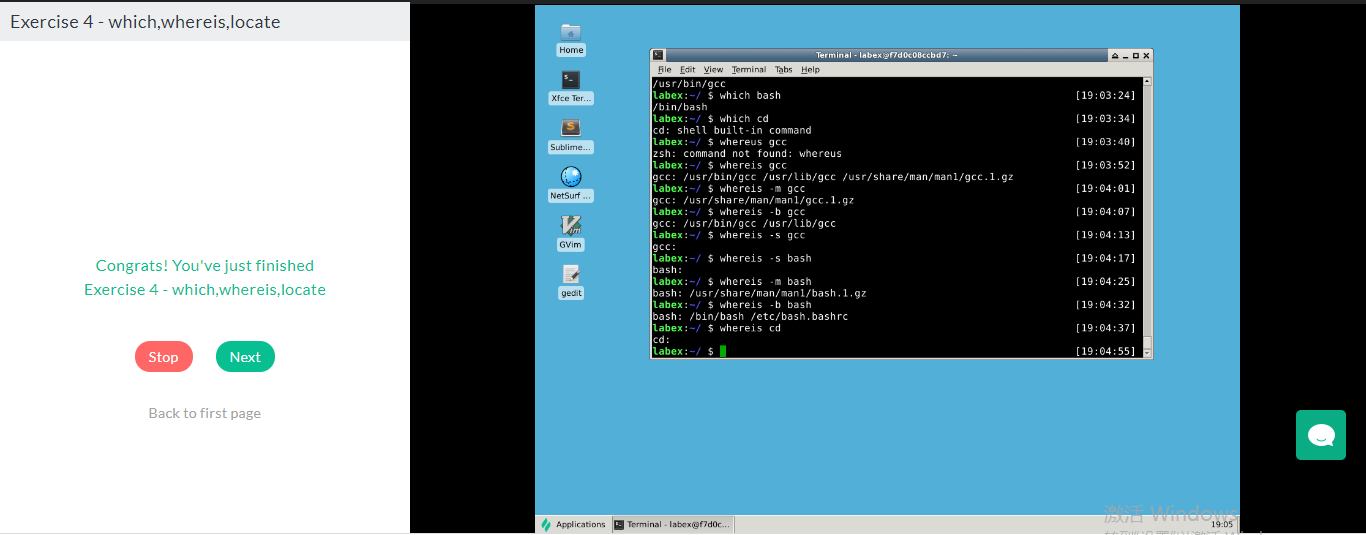 Exercise 4 - which,whereis,locate
Congrats! You've just finished
Exercise 4 - which,whereis,locate
Stop
Next
Back to first page
Home
Xfce Ter...
Sublime...
NetSurf ...
GVim
gedit
Terminal - labex@f7d0c08ccbd7: ~
File Edit View Terminal Tabs Help
/usr/bin/gcc
labex:~/ $ which bash [19:03:24]
/bin/bash
labex:~/ $ which cd [19:03:34]
cd: shell built-in command
labex:~/ $ whereus gcc [19:03:40]
zsh: command not found: whereus
labex:~/ $ whereis gcc [19:03:52]
gcc: /usr/bin/gcc /usr/lib/gcc /usr/share/man/man1/gcc.1.gz
labex:~/ $ whereis -m gcc [19:04:01]
gcc: /usr/share/man/man1/gcc.1.gz
labex:~/ $ whereis -b gcc [19:04:07]
gcc: /usr/bin/gcc /usr/lib/gcc
labex:~/ $ whereis -s gcc [19:04:13]
gcc:
labex:~/ $ whereis -s bash [19:04:17]
bash:
labex:~/ $ whereis -m bash [19:04:25]
bash: /usr/share/man/man1/bash.1.gz
labex:~/ $ whereis -b bash [19:04:32]
bash: /bin/bash /etc/bash.bashrc
labex:~/ $ whereis cd [19:04:37]
cd:
labex:~/ $ [19:04:55]
激活 Windows
Applications
Terminal - labex@f7d0c...
19:05